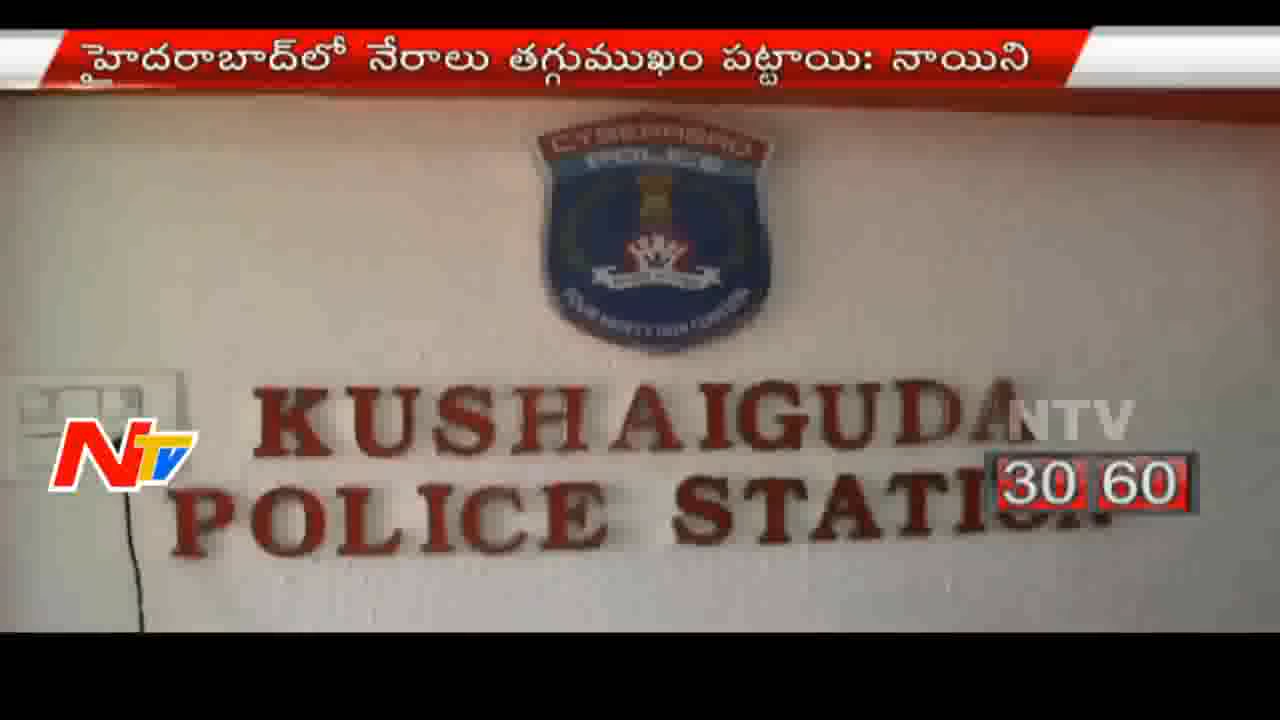 హైదరాబాద్‌లో నేరాలు తగ్గుముఖం పట్టాయి: నాయిని
CYBERABAD
POLICE
KUSHAIGUDA
POLICE STATION
NTV
NTV
30 60